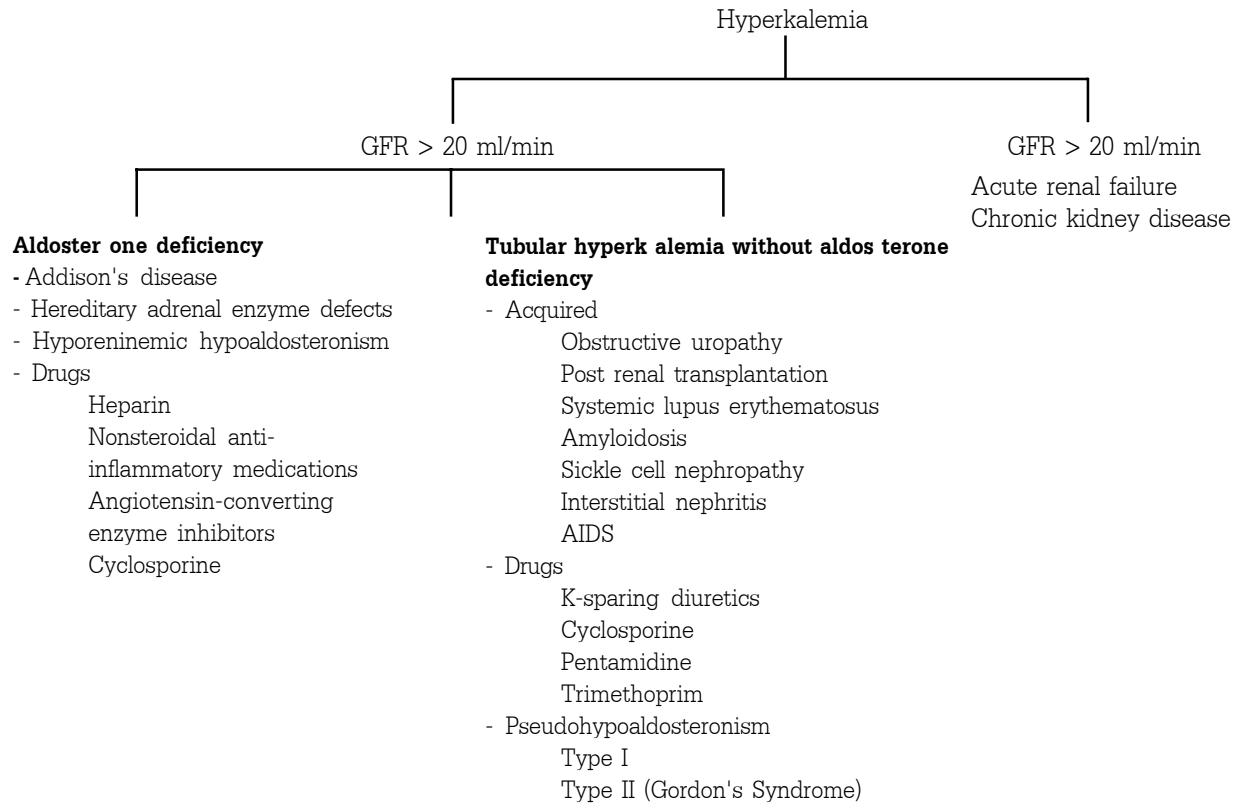 Hyperkalemia
GFR > 20 ml/min
GFR > 20 ml/min
Acute renal failure
Chronic kidney disease
Aldoster one deficiency
- Addison's disease
- Hereditary adrenal enzyme defects
- Hyporeninemic hypoaldosteronism
- Drugs
Heparin
Nonsteroidal anti-
inflammatory medications
Angiotensin-converting
enzyme inhibitors
Cyclosporine
Tubular hyperk alemia without aldos terone
deficiency
- Acquired
Obstructive uropathy
Post renal transplantation
Systemic lupus erythematosus
Amyloidosis
Sickle cell nephropathy
Interstitial nephritis
AIDS
- Drugs
K-sparing diuretics
Cyclosporine
Pentamidine
Trimethoprim
- Pseudohypoaldosteronism
Type I
Type II (Gordon's Syndrome)